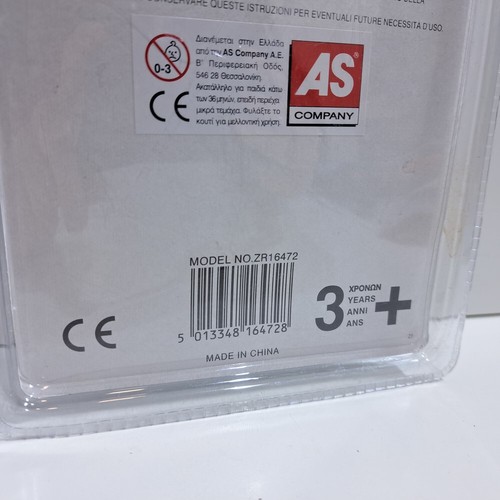 CONSERVARE QUESTE ISTRUZIONI PER EVENTUALI FUTURE NECESSITA D'USO
0-3
Διανέμεται στην Ελλάδα
από την AS Company A.E.
Β' Περιφερειακή Οδός,
546 28 Θεσσαλονίκη.
Ακατάλληλο για παιδιά κάτω
των 36 μηνών, επειδή περιέχει
μικρά τεμάχια. Φυλάξτε το
κουτί για μελλοντική χρήση.
CE
AS
COMPANY
MODEL NO.ZR16472
5 013348 164728
MADE IN CHINA
CE
3+
ΧΡΟΝΩΝ
YEARS
ANNI
ANS